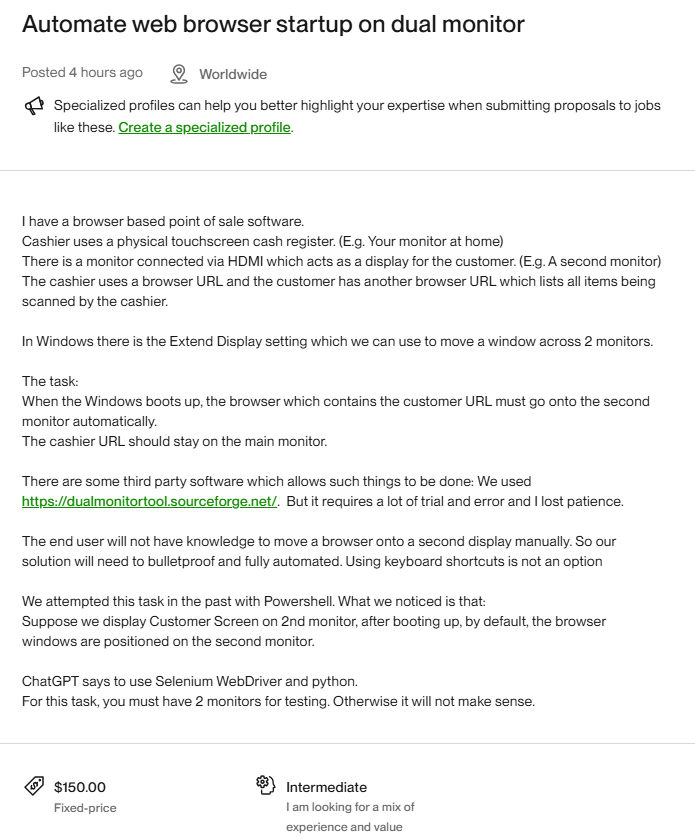 Automate web browser startup on dual monitor
Posted 4 hours ago Worldwide
Specialized profiles can help you better highlight your expertise when submitting proposals to jobs
like these. Create a specialized profile.
I have a browser based point of sale software.
Cashier uses a physical touchscreen cash register. (E.g. Your monitor at home)
There is a monitor connected via HDMI which acts as a display for the customer. (E.g. A second monitor)
The cashier uses a browser URL and the customer has another browser URL which lists all items being
scanned by the cashier.
In Windows there is the Extend Display setting which we can use to move a window across 2 monitors.
The task:
When the Windows boots up, the browser which contains the customer URL must go onto the second
monitor automatically.
The cashier URL should stay on the main monitor.
There are some third party software which allows such things to be done: We used
https://dualmonitortool.sourceforge.net/. But it requires a lot of trial and error and I lost patience.
The end user will not have knowledge to move a browser onto a second display manually. So our
solution will need to bulletproof and fully automated. Using keyboard shortcuts is not an option
We attempted this task in the past with Powershell. What we noticed is that:
Suppose we display Customer Screen on 2nd monitor, after booting up, by default, the browser
windows are positioned on the second monitor.
ChatGPT says to use Selenium WebDriver and python.
For this task, you must have 2 monitors for testing. Otherwise it will not make sense.
$150.00 Intermediate
Fixed-price I am looking for a mix of
experience and value